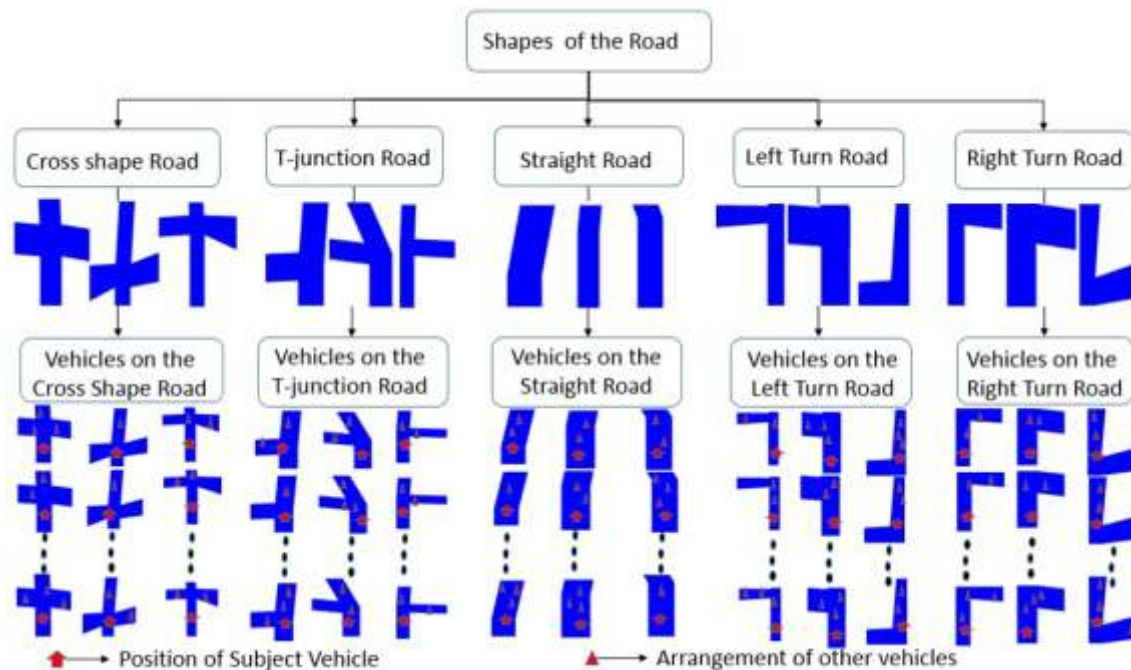 Shapes of the Road
Cross shape Road
T-junction Road
Straight Road
Left Turn Road
Right Turn Road
Vehicles on the
Cross Shape Road
Vehicles on the
T-junction Road
Vehicles on the
Straight Road
Vehicles on the
Left Turn Road
Vehicles on the
Right Turn Road
Position of Subject Vehicle
Arrangement of other vehicles